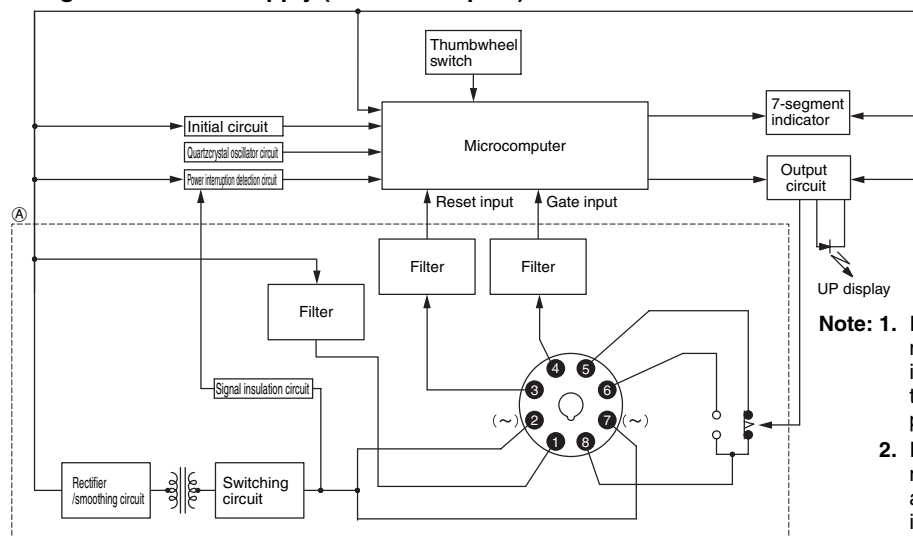 Thumbwheel
switch
Initial circuit
Quartzcrystal oscillator circuit
Power interruption detection circuit
Microcomputer
7-segment
indicator
Output
circuit
Reset input
Gate input
Ⓐ
Filter
Filter
Filter
UP display
Signal insulation circuit
4
5
3
6
(~)
2
7
(~)
1
8
Rectifier
/smoothing circuit
Switching
circuit
Note: 1.
2.